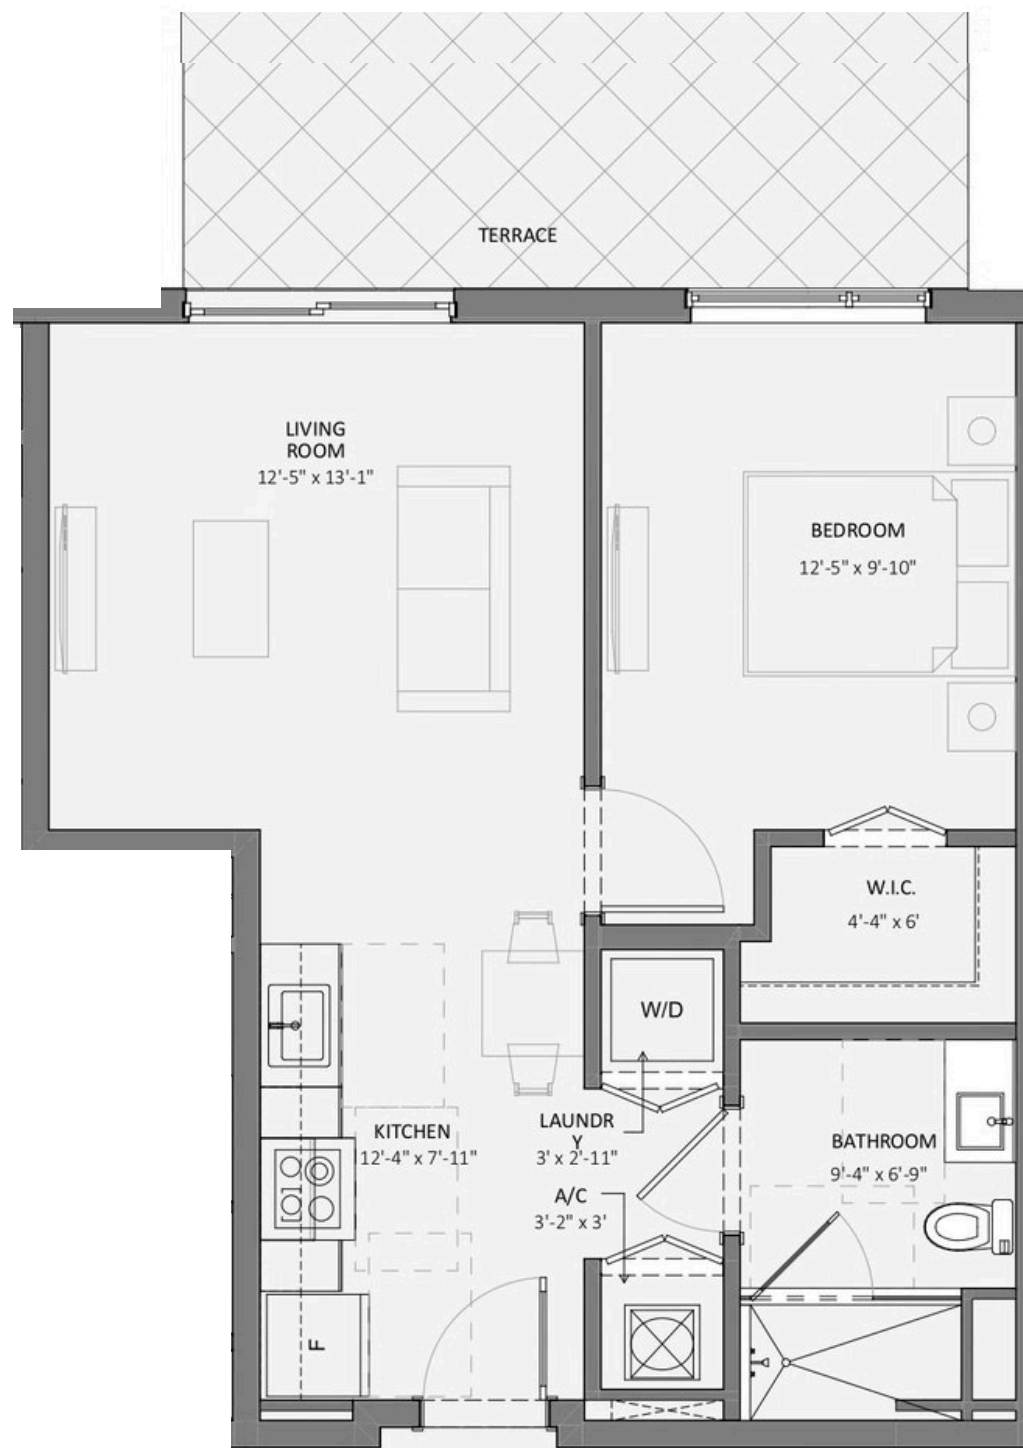 TERRACE
LIVING
ROOM
12'-5" x 13'-1"
BEDROOM
12'-5" x 9'-10"
W.I.C.
4'-4" x 6'
W/D
LAUNDR
Y
3' x 2'-11"
KITCHEN
12'-4" x 7'-11"
BATHROOM
9'-4" x 6'-9"
A/C
3'-2" x 3'
F